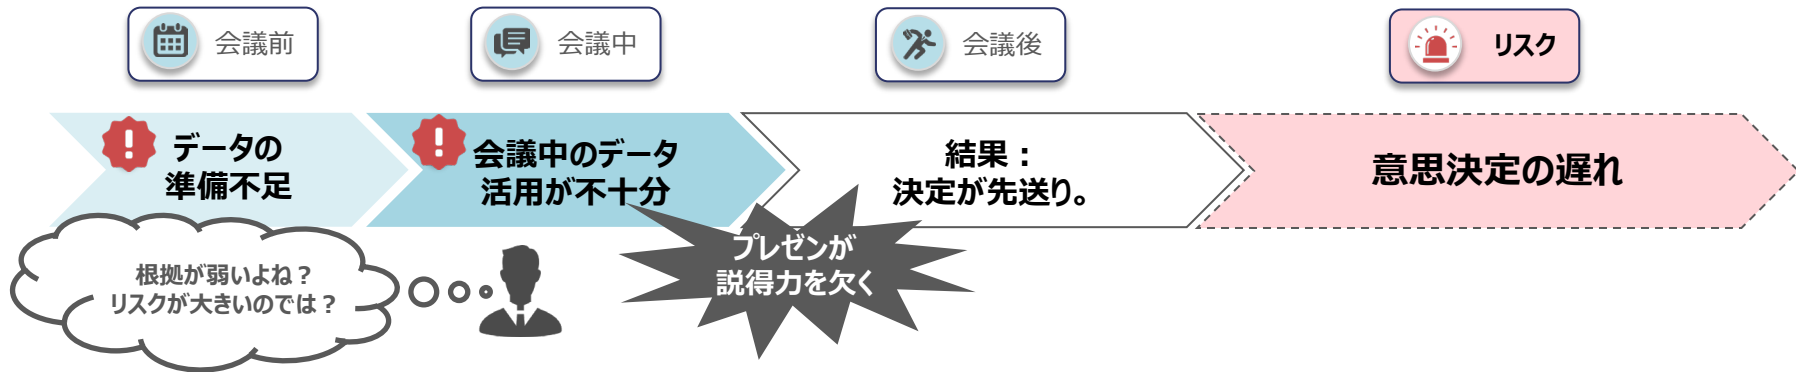 会議前
会議中
会議後
リスク
データの
準備不足
会議中のデータ
活用が不十分
結果：
決定が先送り。
意思決定の遅れ
根拠が弱いよね？
リスクが大きいのでは？
プレゼンが
説得力を欠く